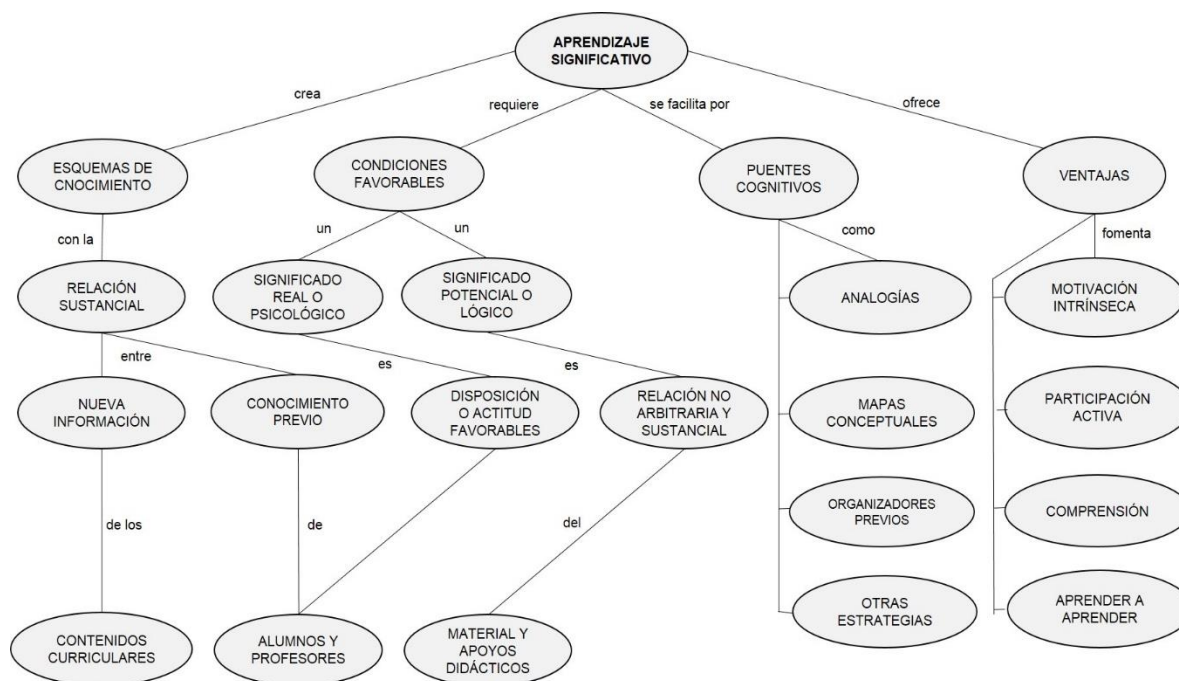 APRENDIZAJE
SIGNIFICATIVO
crea
requiere
se facilita por
ofrece
ESQUEMAS DE
CNOCIMIENTO
CONDICIONES
FAVORABLES
PUENTES
COGNITIVOS
VENTAJAS
con la
un
un
como
fomenta
RELACIÓN
SUSTANCIAL
SIGNIFICADO
REAL O
PSICOLÓGICO
SIGNIFICADO
POTENCIAL O
LÓGICO
ANALOGÍAS
MOTIVACIÓN
INTRÍNSECA
entre
es
es
NUEVA
INFORMACIÓN
CONOCIMIENTO
PREVIO
DISPOSICIÓN
O ACTITUD
FAVORABLES
RELACIÓN NO
ARBITRARIA Y
SUSTANCIAL
MAPAS
CONCEPTUALES
PARTICIPACIÓN
ACTIVA
de los
de
del
ORGANIZADORES
PREVIOS
COMPRENSIÓN
CONTENIDOS
CURRICULARES
ALUMNOS Y
PROFESORES
MATERIAL Y
APOYOS
DIDÁCTICOS
OTRAS
ESTRATEGIAS
APRENDER A
APRENDER